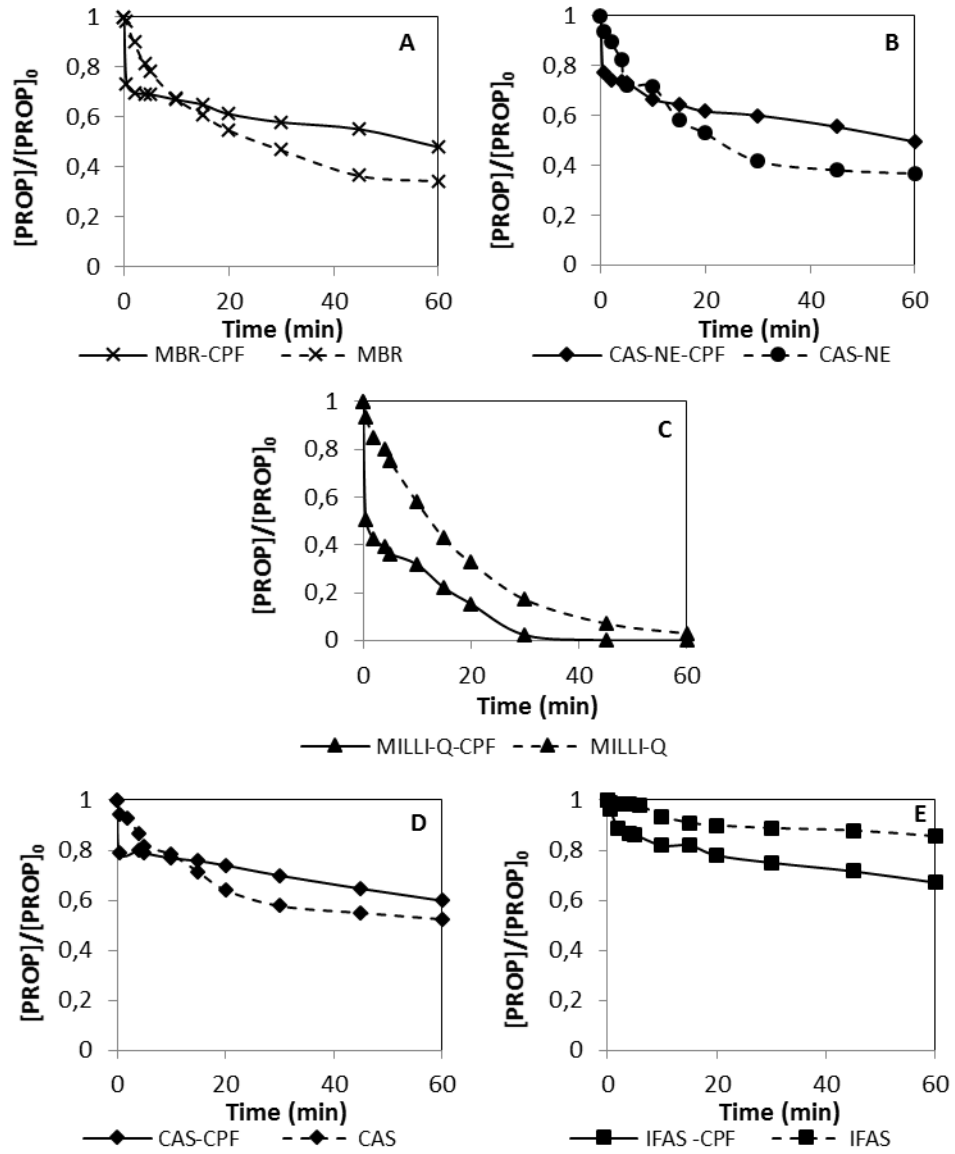 A
[PROP]/[PROP]₀
1
0,8
0,6
0,4
0,2
0
0 20 40 60
Time (min)
MBR-CPF MBR
B
[PROP]/[PROP]₀
1
0,8
0,6
0,4
0,2
0
0 20 40 60
Time (min)
CAS-NE-CPF CAS-NE
C
[PROP]/[PROP]₀
1
0,8
0,6
0,4
0,2
0
0 20 40 60
Time (min)
MILLI-Q-CPF MILLI-Q
D
[PROP]/[PROP]₀
1
0,8
0,6
0,4
0,2
0
0 20 40 60
Time (min)
CAS-CPF CAS
E
[PROP]/[PROP]₀
1
0,8
0,6
0,4
0,2
0
0 20 40 60
Time (min)
IFAS -CPF IFAS